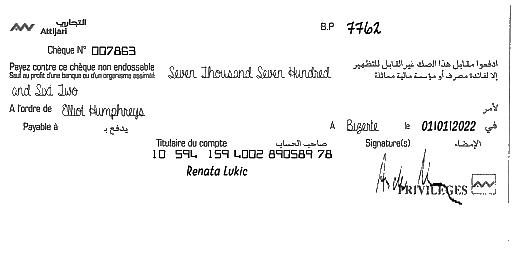 التجاري
Attijari
B.P 7762
Chèque N° 007863
Payez contre ce chèque non endossable
Sauf au profit d'une banque ou d'un organisme assimilé
Seven Thousand Seven Hundred
ادفعوا مقابل هذا الصك غير القابل للتظهير
إلا لفائدة مصرف أو مؤسسة مالية مماثلة
and Sixt Two
A l'ordre de Elliot Humphreys
لأمر
Payable à يدفع بـ
A Bizerte le 01/01/2022 في
Titulaire du compte صاحب الحساب
Signature(s) الإمضاء
10 594 159 4002 890589 78
Renata Lukic
PRIVILEGES